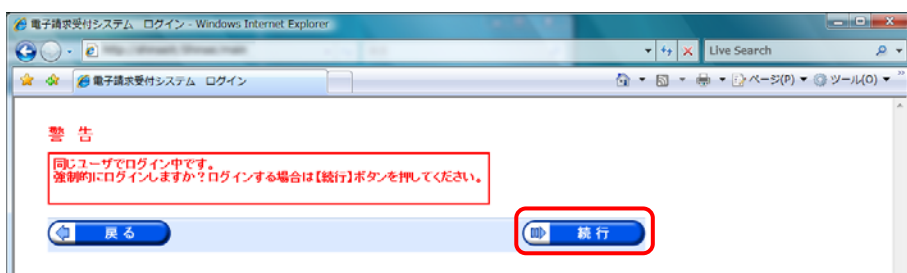 電子請求受付システム ログイン - Windows Internet Explorer
Live Search
電子請求受付システム ログイン
ページ(P) ツール(O)
警 告
同じユーザでログイン中です。
強制的にログインしますか？ログインする場合は【続行】ボタンを押してください。
戻 る 続 行